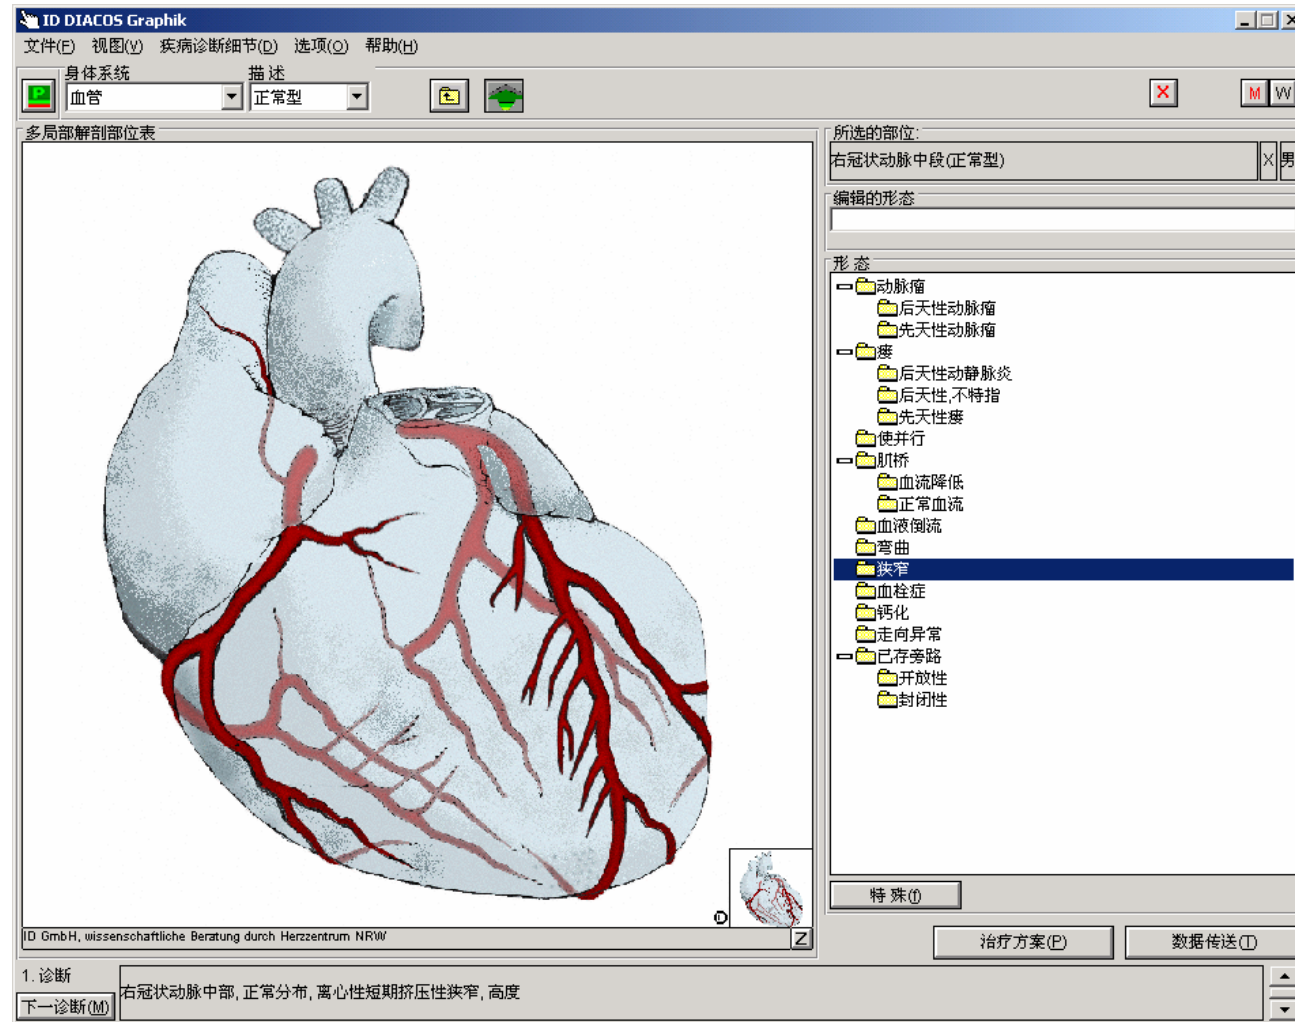 ID DIACOS Graphik
文件(F) 视图(V) 疾病诊断细节(D) 选项(O) 帮助(H)
身体系统 描述
血管 正常型
M W
多局部解剖部位表
所选的部位:
右冠状动脉中段(正常型) X 男
编辑的形态
形态
动脉瘤
后天性动脉瘤
先天性动脉瘤
瘘
后天性动静脉炎
后天性,不特指
先天性瘘
使并行
肌桥
血流降低
正常血流
血液倒流
弯曲
狭窄
血栓症
钙化
走向异常
已存旁路
开放性
封闭性
特殊(f)
ID GmbH, wissenschaftliche Beratung durch Herzzentrum NRW Z
治疗方案(P) 数据传送(T)
1. 诊断
下一诊断(M)
右冠状动脉中部, 正常分布, 离心性短期挤压性狭窄, 高度